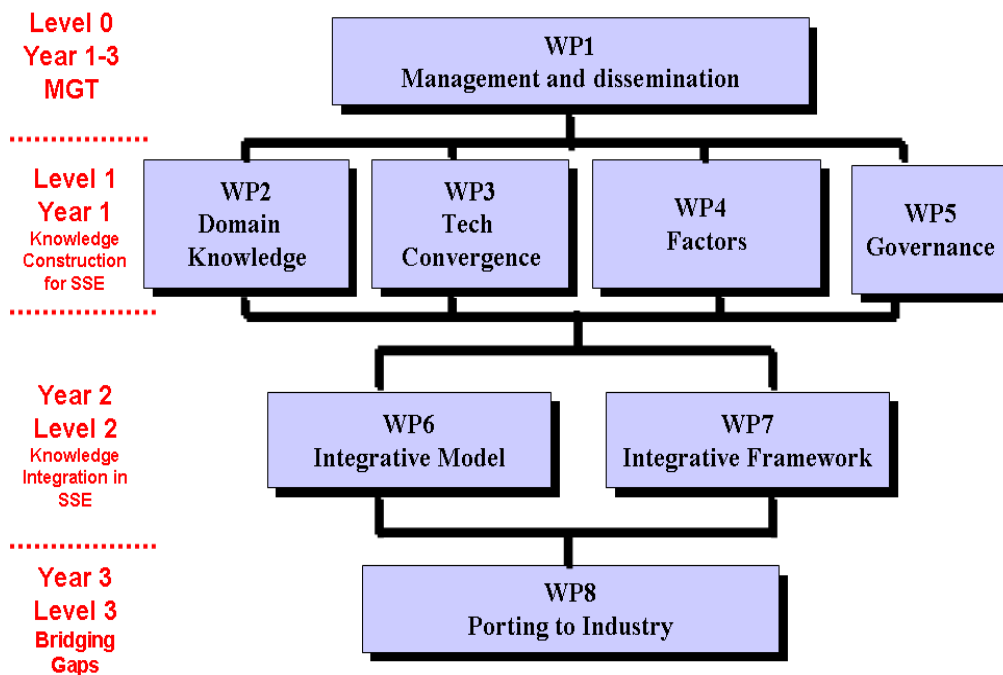 Level 0
Year 1-3
MGT
WP1
Management and dissemination
Level 1
Year 1
Knowledge
Construction
for SSE
WP2
Domain
Knowledge
WP3
Tech
Convergence
WP4
Factors
WP5
Governance
Year 2
Level 2
Knowledge
Integration in
SSE
WP6
Integrative Model
WP7
Integrative Framework
Year 3
Level 3
Bridging
Gaps
WP8
Porting to Industry